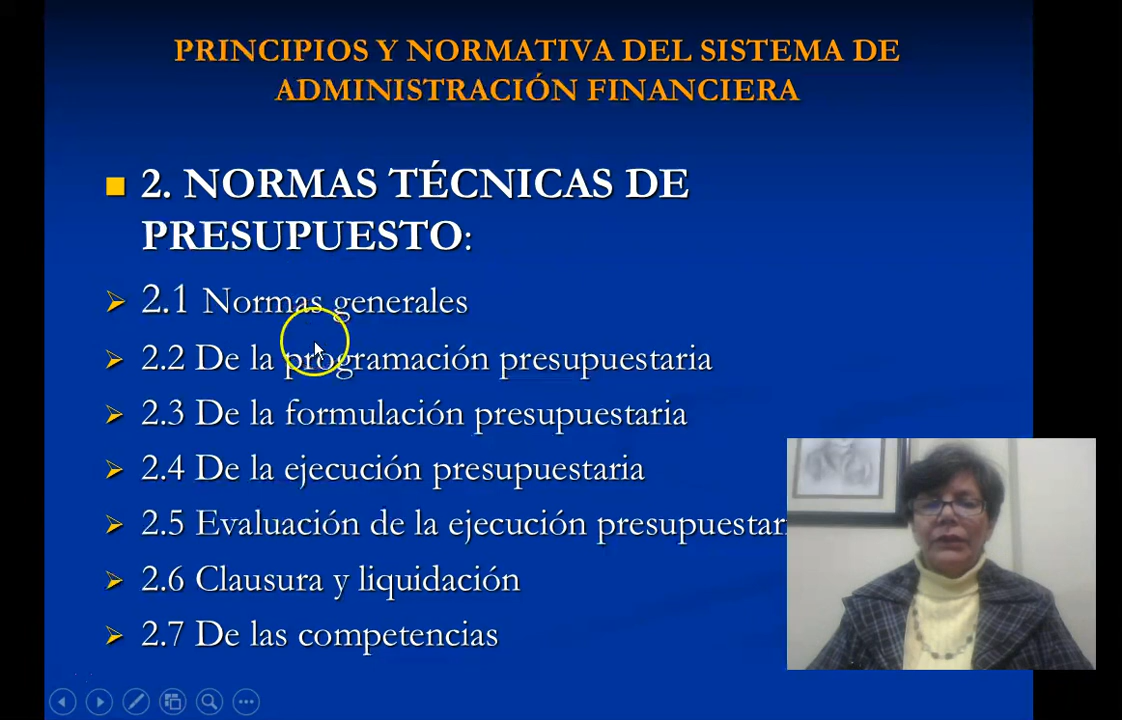 PRINCIPIOS Y NORMATIVA DEL SISTEMA DE
ADMINISTRACIÓN FINANCIERA
2. NORMAS TÉCNICAS DE
PRESUPUESTO:
2.1 Normas generales
2.2 De la programación presupuestaria
2.3 De la formulación presupuestaria
2.4 De la ejecución presupuestaria
2.5 Evaluación de la ejecución presupuestari
2.6 Clausura y liquidación
2.7 De las competencias